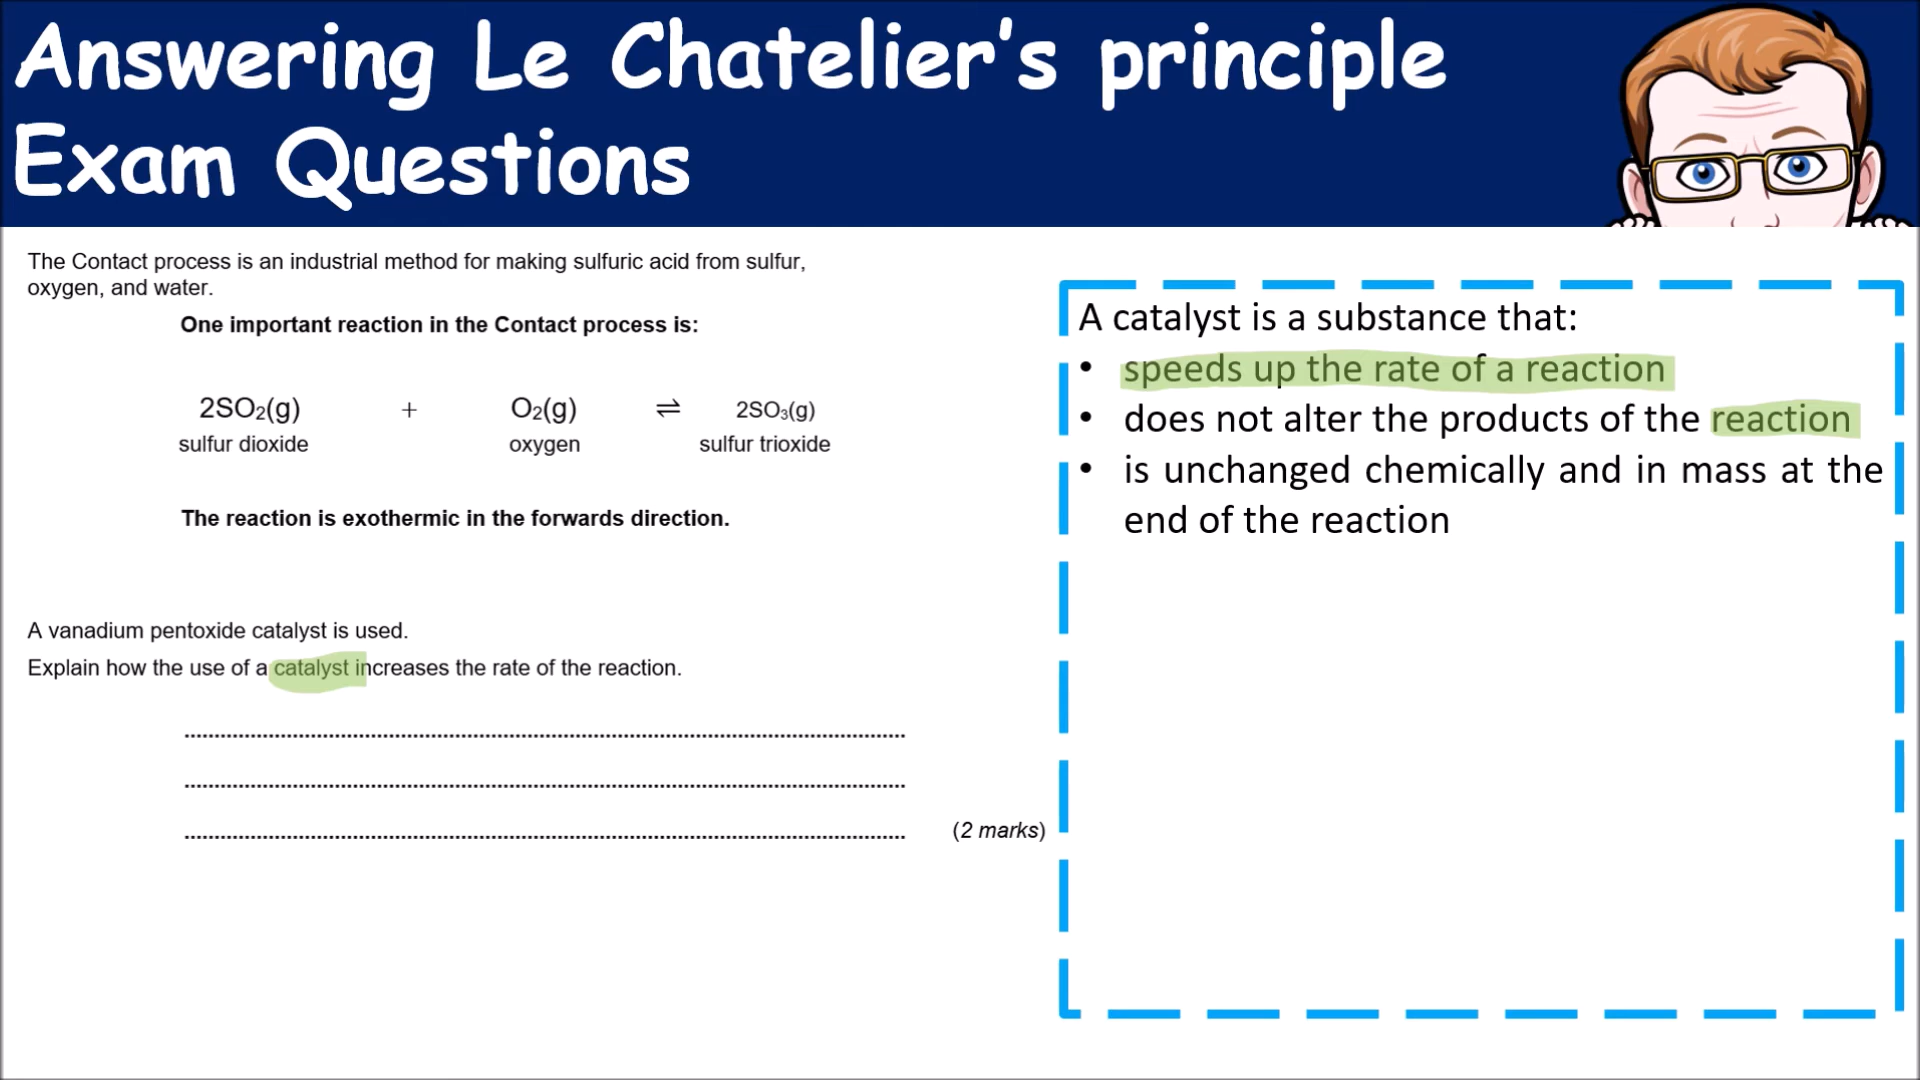 Answering Le Chatelier's principle
Exam Questions
The Contact process is an industrial method for making sulfuric acid from sulfur,
oxygen, and water.
One important reaction in the Contact process is:
2SO₂(g) + O₂(g) ⇌ 2SO₃(g)
sulfur dioxide oxygen sulfur trioxide
The reaction is exothermic in the forwards direction.
A vanadium pentoxide catalyst is used.
Explain how the use of a catalyst increases the rate of the reaction.
(2 marks)
A catalyst is a substance that:
• speeds up the rate of a reaction
• does not alter the products of the reaction
• is unchanged chemically and in mass at the
end of the reaction